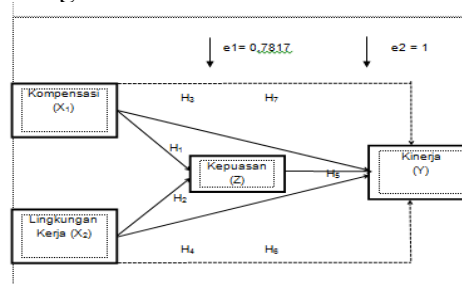 e1= 0,7817
e2 = 1
Kompensasi
(X₁)
H₃
H₇
H₁
Kepuasan
(Z)
H₅
Kinerja
(Y)
H₂
Lingkungan
Kerja (X₂)
H₄
H₆